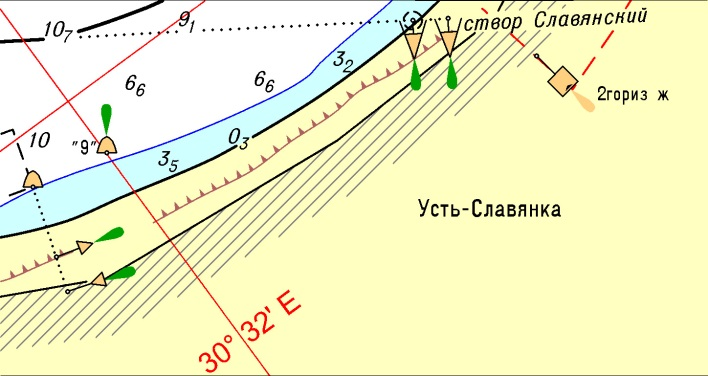 10₇
9₁
створ Славянский
3₂
6₆
6₆
2гориз ж
10
"9"
3₅
0₃
Усть-Славянка
30° 32' E